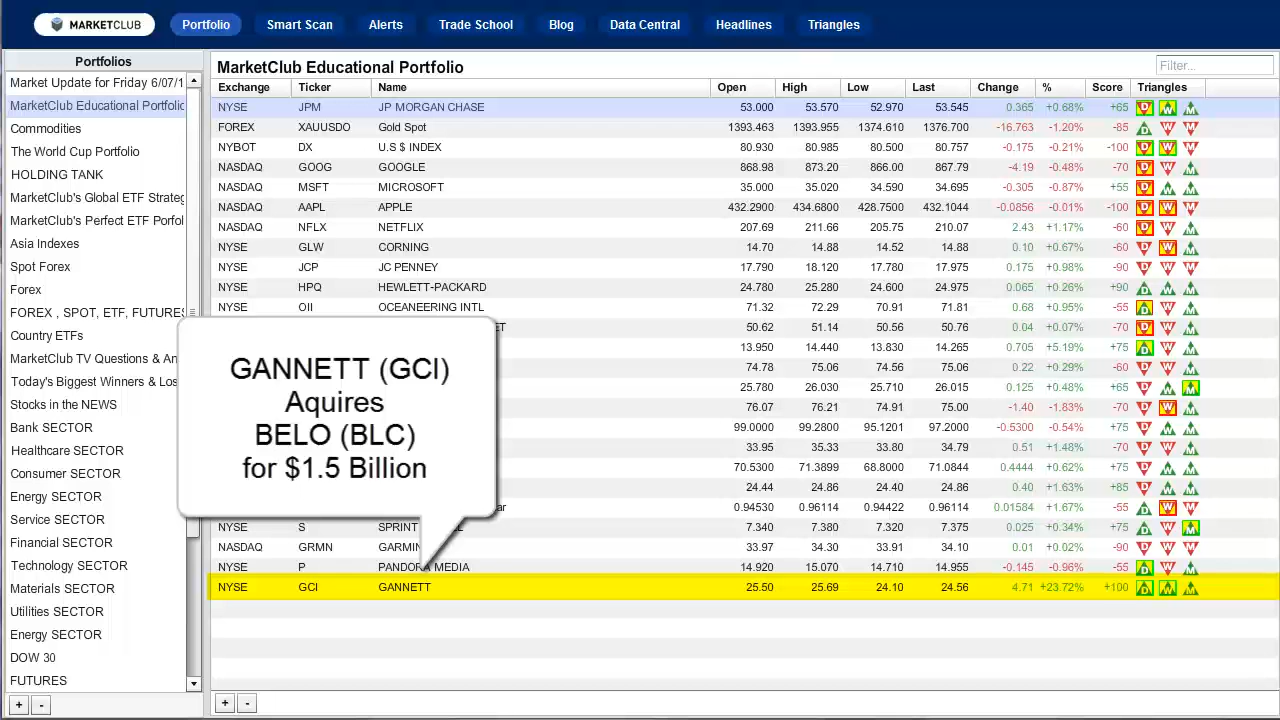 MARKETCLUB Portfolio Smart Scan Alerts Trade School Blog Data Central Headlines Triangles
Portfolios
Market Update for Friday 6/07/1
MarketClub Educational Portfolio
Commodities
The World Cup Portfolio
HOLDING TANK
MarketClub's Global ETF Strateg
MarketClub's Perfect ETF Porfol
Asia Indexes
Spot Forex
Forex
FOREX , SPOT, ETF, FUTURES
Country ETFs
MarketClub TV Questions & An
Today's Biggest Winners & Los
Stocks in the NEWS
Bank SECTOR
Healthcare SECTOR
Consumer SECTOR
Energy SECTOR
Service SECTOR
Financial SECTOR
Technology SECTOR
Materials SECTOR
Utilities SECTOR
Energy SECTOR
DOW 30
FUTURES
+ -
MarketClub Educational Portfolio Filter...
Exchange Ticker Name Open High Low Last Change % Score Triangles
NYSE JPM JP MORGAN CHASE 53.000 53.570 52.970 53.545 0.365 +0.68% +65 D W M
FOREX XAUUSDO Gold Spot 1393.463 1393.955 1374.610 1376.700 -16.763 -1.20% -85 D W M
NYBOT DX U.S $ INDEX 80.930 80.985 80.500 80.757 -0.175 -0.21% -100 D W M
NASDAQ GOOG GOOGLE 868.98 873.20 866.00 867.79 -4.19 -0.48% -70 D W M
NASDAQ MSFT MICROSOFT 35.000 35.020 34.590 34.695 -0.305 -0.87% +55 D W M
NASDAQ AAPL APPLE 432.2900 434.6800 428.7500 432.1044 -0.0856 -0.01% -100 D W M
NASDAQ NFLX NETFLIX 207.69 211.66 205.75 210.07 2.43 +1.17% -60 D W M
NYSE GLW CORNING 14.70 14.88 14.52 14.88 0.10 +0.67% -60 D W M
NYSE JCP JC PENNEY 17.790 18.120 17.780 17.975 0.175 +0.98% -90 D W M
NYSE HPQ HEWLETT-PACKARD 24.780 25.280 24.600 24.975 0.065 +0.26% +90 D W M
NYSE OII OCEANEERING INTL 71.32 72.29 70.91 71.81 0.68 +0.95% -55 D W M
ET 50.62 51.14 50.56 50.76 0.04 +0.07% -70 D W M
13.950 14.440 13.830 14.265 0.705 +5.19% +75 D W M
74.78 75.06 74.56 75.06 0.22 +0.29% -60 D W M
25.780 26.030 25.710 26.015 0.125 +0.48% +65 D W M
76.07 76.21 74.91 75.00 -1.40 -1.83% -70 D W M
99.0000 99.2800 95.1201 97.2000 -0.5300 -0.54% +75 D W M
33.95 35.33 33.80 34.79 0.51 +1.48% -70 D W M
70.5300 71.3899 68.8000 71.0844 0.4444 +0.62% +75 D W M
24.44 24.86 24.40 24.86 0.40 +1.63% +85 D W M
ar 0.94530 0.96114 0.94422 0.96114 0.01584 +1.67% -55 D W M
NYSE S SPRINT 7.340 7.380 7.320 7.375 0.025 +0.34% +75 D W M
NASDAQ GRMN GARMIN 33.97 34.30 33.91 34.10 0.01 +0.02% -90 D W M
NYSE P PANDORA MEDIA 14.920 15.070 14.710 14.955 -0.145 -0.96% -55 D W M
NYSE GCI GANNETT 25.50 25.69 24.10 24.56 4.71 +23.72% +100 D W M
+ -
GANNETT (GCI)
Aquires
BELO (BLC)
for $1.5 Billion